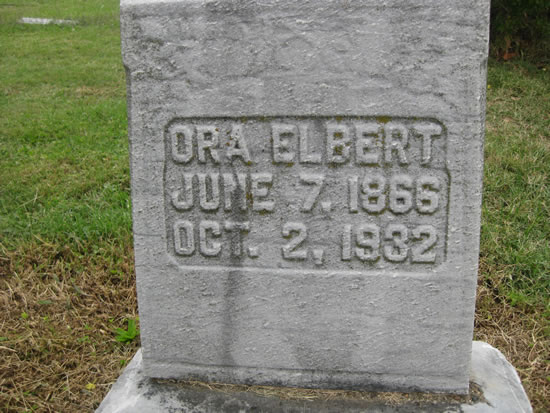 ORA ELBERT
JUNE 7, 1866
OCT. 2, 1932